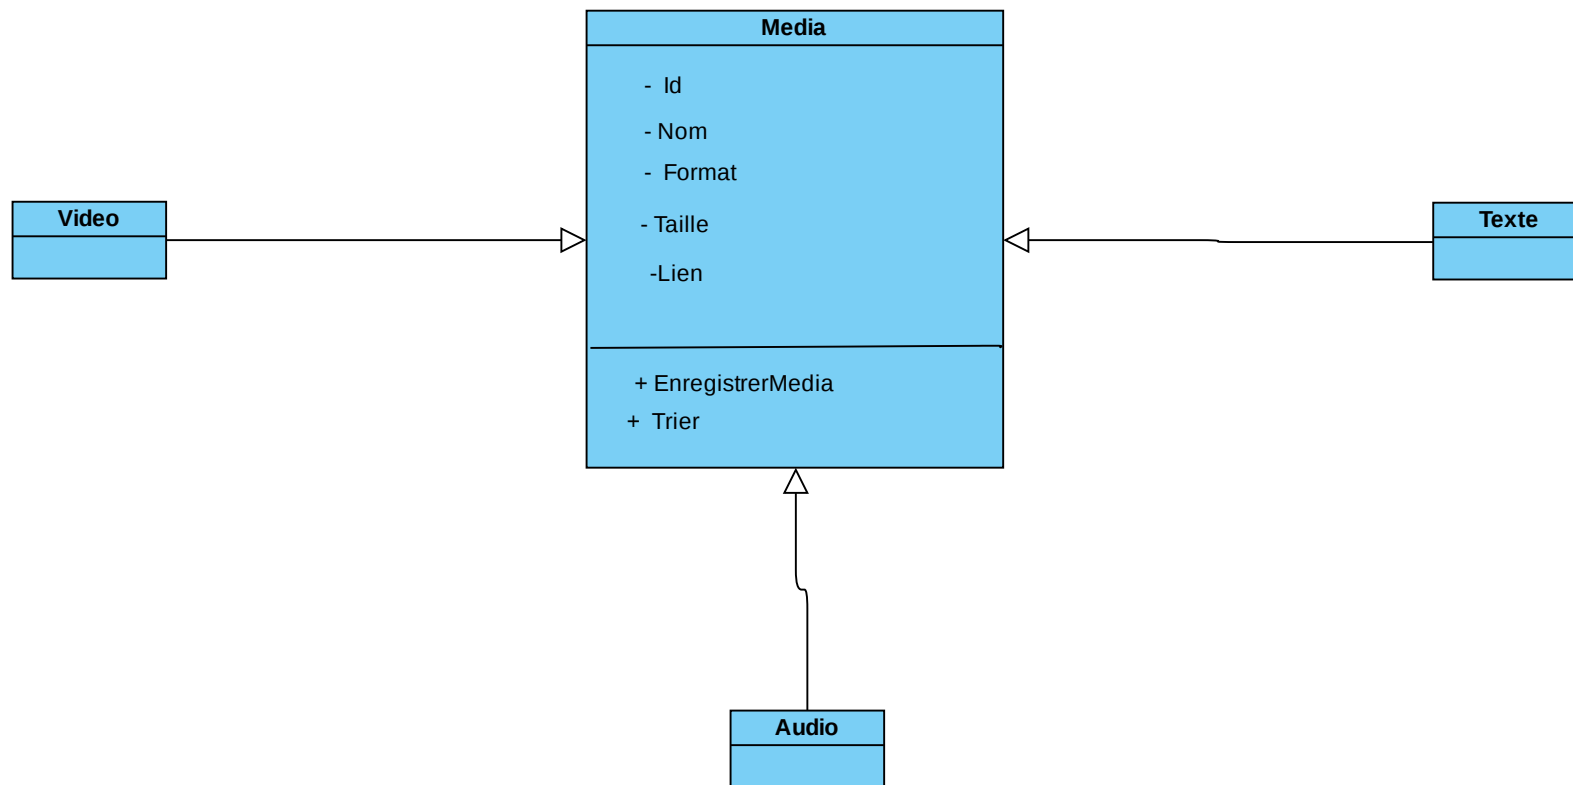 Media
- Id
- Nom
- Format
- Taille
-Lien
+ EnregistrerMedia
+ Trier
Video
Texte
Audio